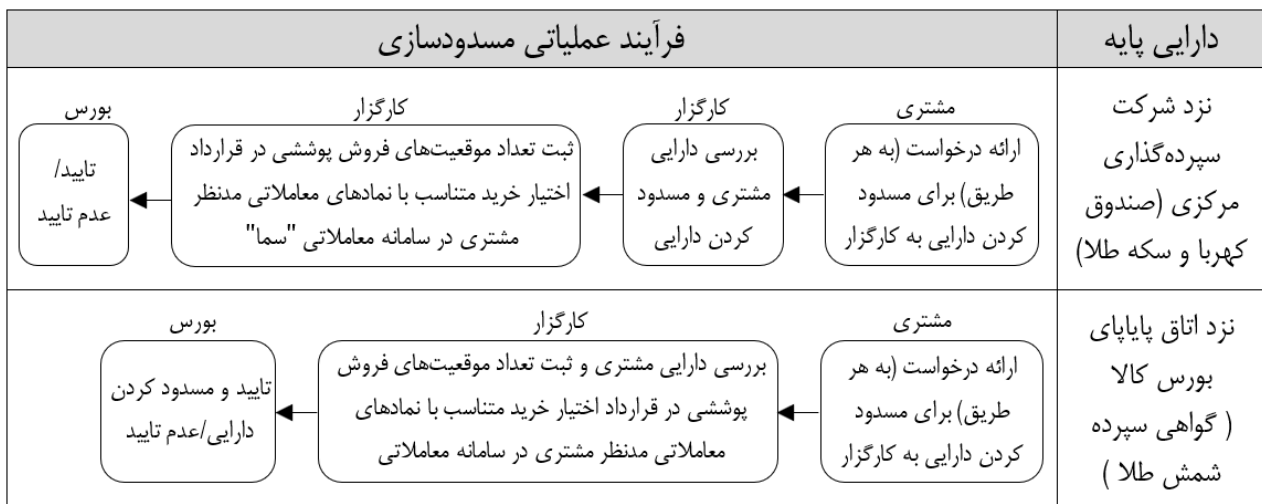 دارایی پایه
فرآیند عملیاتی مسدودسازی
نزد شرکت
سپرده‌گذاری
مرکزی (صندوق
کهربا و سکه طلا)
مشتری
ارائه درخواست (به هر
طریق) برای مسدود
کردن دارایی به کارگزار
کارگزار
بررسی دارایی
مشتری و مسدود
کردن دارایی
کارگزار
ثبت تعداد موقعیت‌های فروش پوششی در قرارداد
اختیار خرید متناسب با نمادهای معاملاتی مدنظر
مشتری در سامانه معاملاتی "سما"
بورس
تایید/
عدم تایید
نزد اتاق پایاپای
بورس کالا
( گواهی سپرده
شمش طلا )
مشتری
ارائه درخواست (به هر
طریق) برای مسدود
کردن دارایی به کارگزار
کارگزار
بررسی دارایی مشتری و ثبت تعداد موقعیت‌های فروش
پوششی در قرارداد اختیار خرید متناسب با نمادهای
معاملاتی مدنظر مشتری در سامانه معاملاتی
بورس
تایید و مسدود کردن
دارایی/عدم تایید